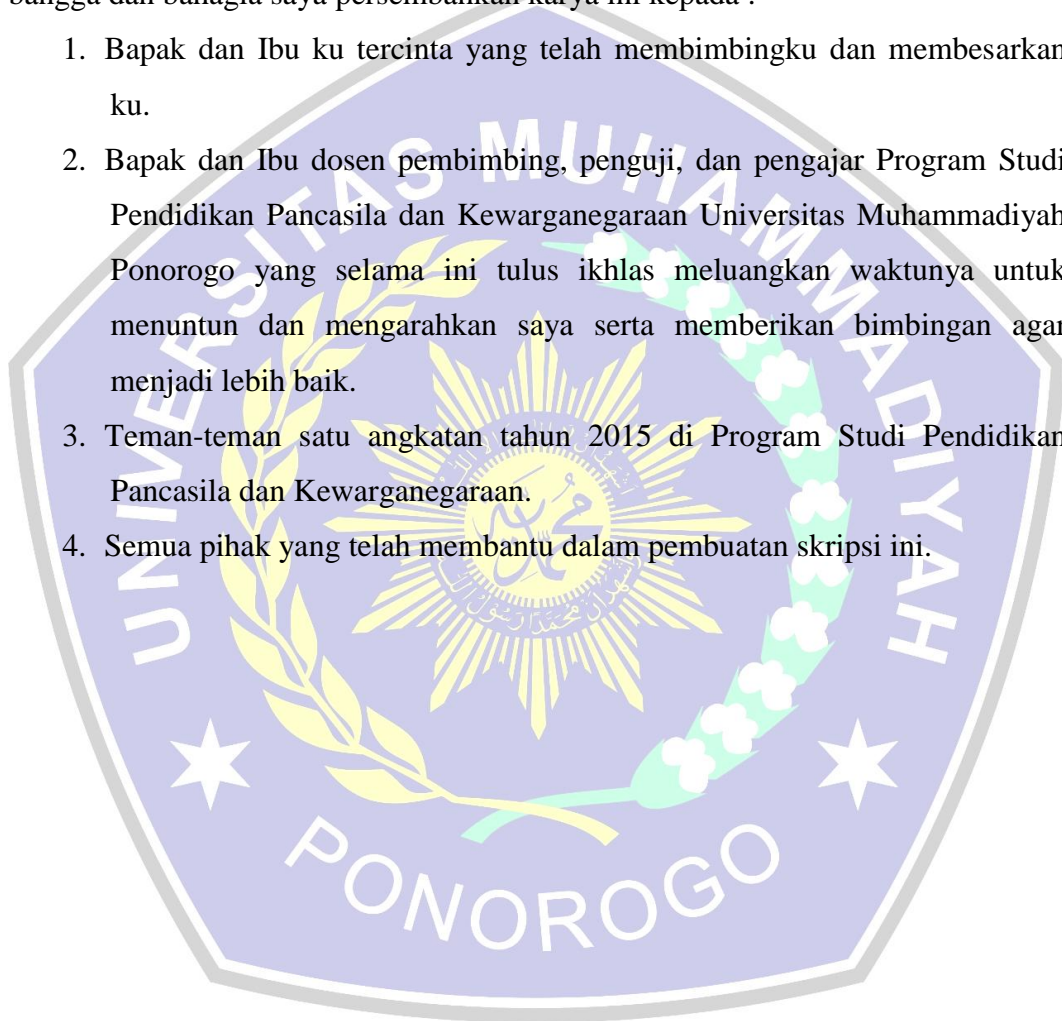 bangga dan bahagia saya persembahkan karya ini kepada :
1. Bapak dan Ibu ku tercinta yang telah membimbingku dan membesarkan
ku.
2. Bapak dan Ibu dosen pembimbing, penguji, dan pengajar Program Studi
Pendidikan Pancasila dan Kewarganegaraan Universitas Muhammadiyah
Ponorogo yang selama ini tulus ikhlas meluangkan waktunya untuk
menuntun dan mengarahkan saya serta memberikan bimbingan agar
menjadi lebih baik.
3. Teman-teman satu angkatan tahun 2015 di Program Studi Pendidikan
Pancasila dan Kewarganegaraan.
4. Semua pihak yang telah membantu dalam pembuatan skripsi ini.
UNIVERSITAS MUHAMMADIYAH
PONOROGO